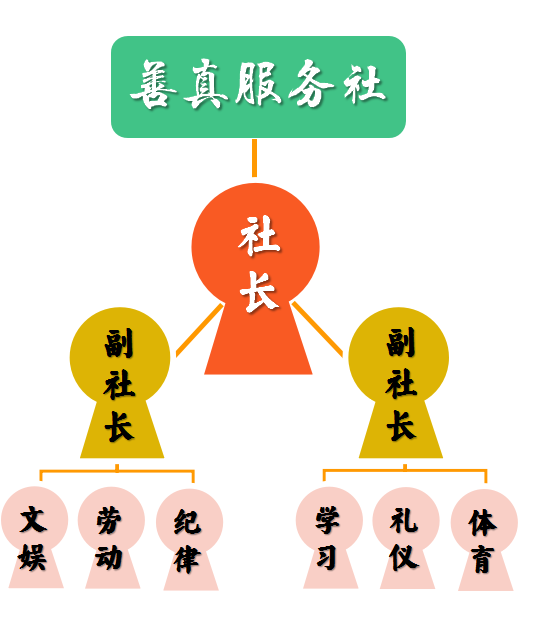 善真服务社
社
长
副
社
长
副
社
长
文
娱
劳
动
纪
律
学
习
礼
仪
体
育